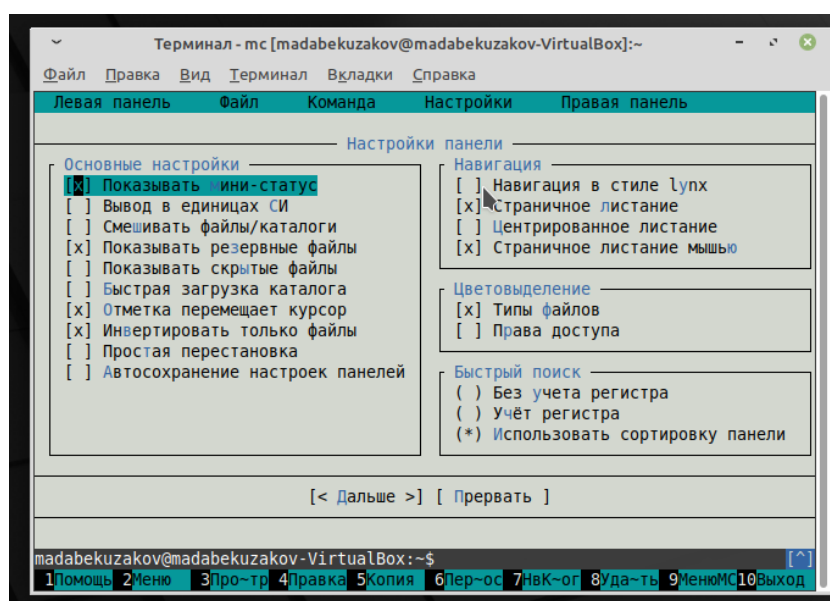 Терминал - mc [madabekuzakov@madabekuzakov-VirtualBox]:~
Файл Правка Вид Терминал Вкладки Справка
Левая панель Файл Команда Настройки Правая панель
Настройки панели
Основные настройки
[x] Показывать мини-статус
[ ] Вывод в единицах СИ
[ ] Смешивать файлы/каталоги
[x] Показывать резервные файлы
[ ] Показывать скрытые файлы
[ ] Быстрая загрузка каталога
[x] Отметка перемещает курсор
[x] Инвертировать только файлы
[ ] Простая перестановка
[ ] Автосохранение настроек панелей
Навигация
[ ] Навигация в стиле lynx
[x] Страничное листание
[ ] Центрированное листание
[x] Страничное листание мышью
Цветовыделение
[x] Типы файлов
[ ] Права доступа
Быстрый поиск
( ) Без учета регистра
( ) Учёт регистра
(*) Использовать сортировку панели
[< Дальше >] [ Прервать ]
madabekuzakov@madabekuzakov-VirtualBox:~$ [^]
1Помощь 2Меню 3Про~тр 4Правка 5Копия 6Пер~ос 7НвК~ог 8Уда~ть 9МенюМС 10Выход